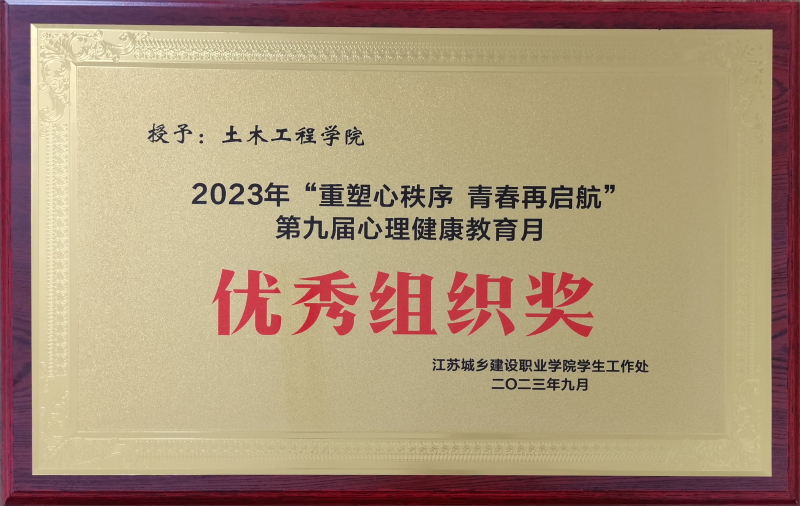 授予：土木工程学院
2023年“重塑心秩序 青春再启航”
第九届心理健康教育月
优秀组织奖
江苏城乡建设职业学院学生工作处
二〇二三年九月